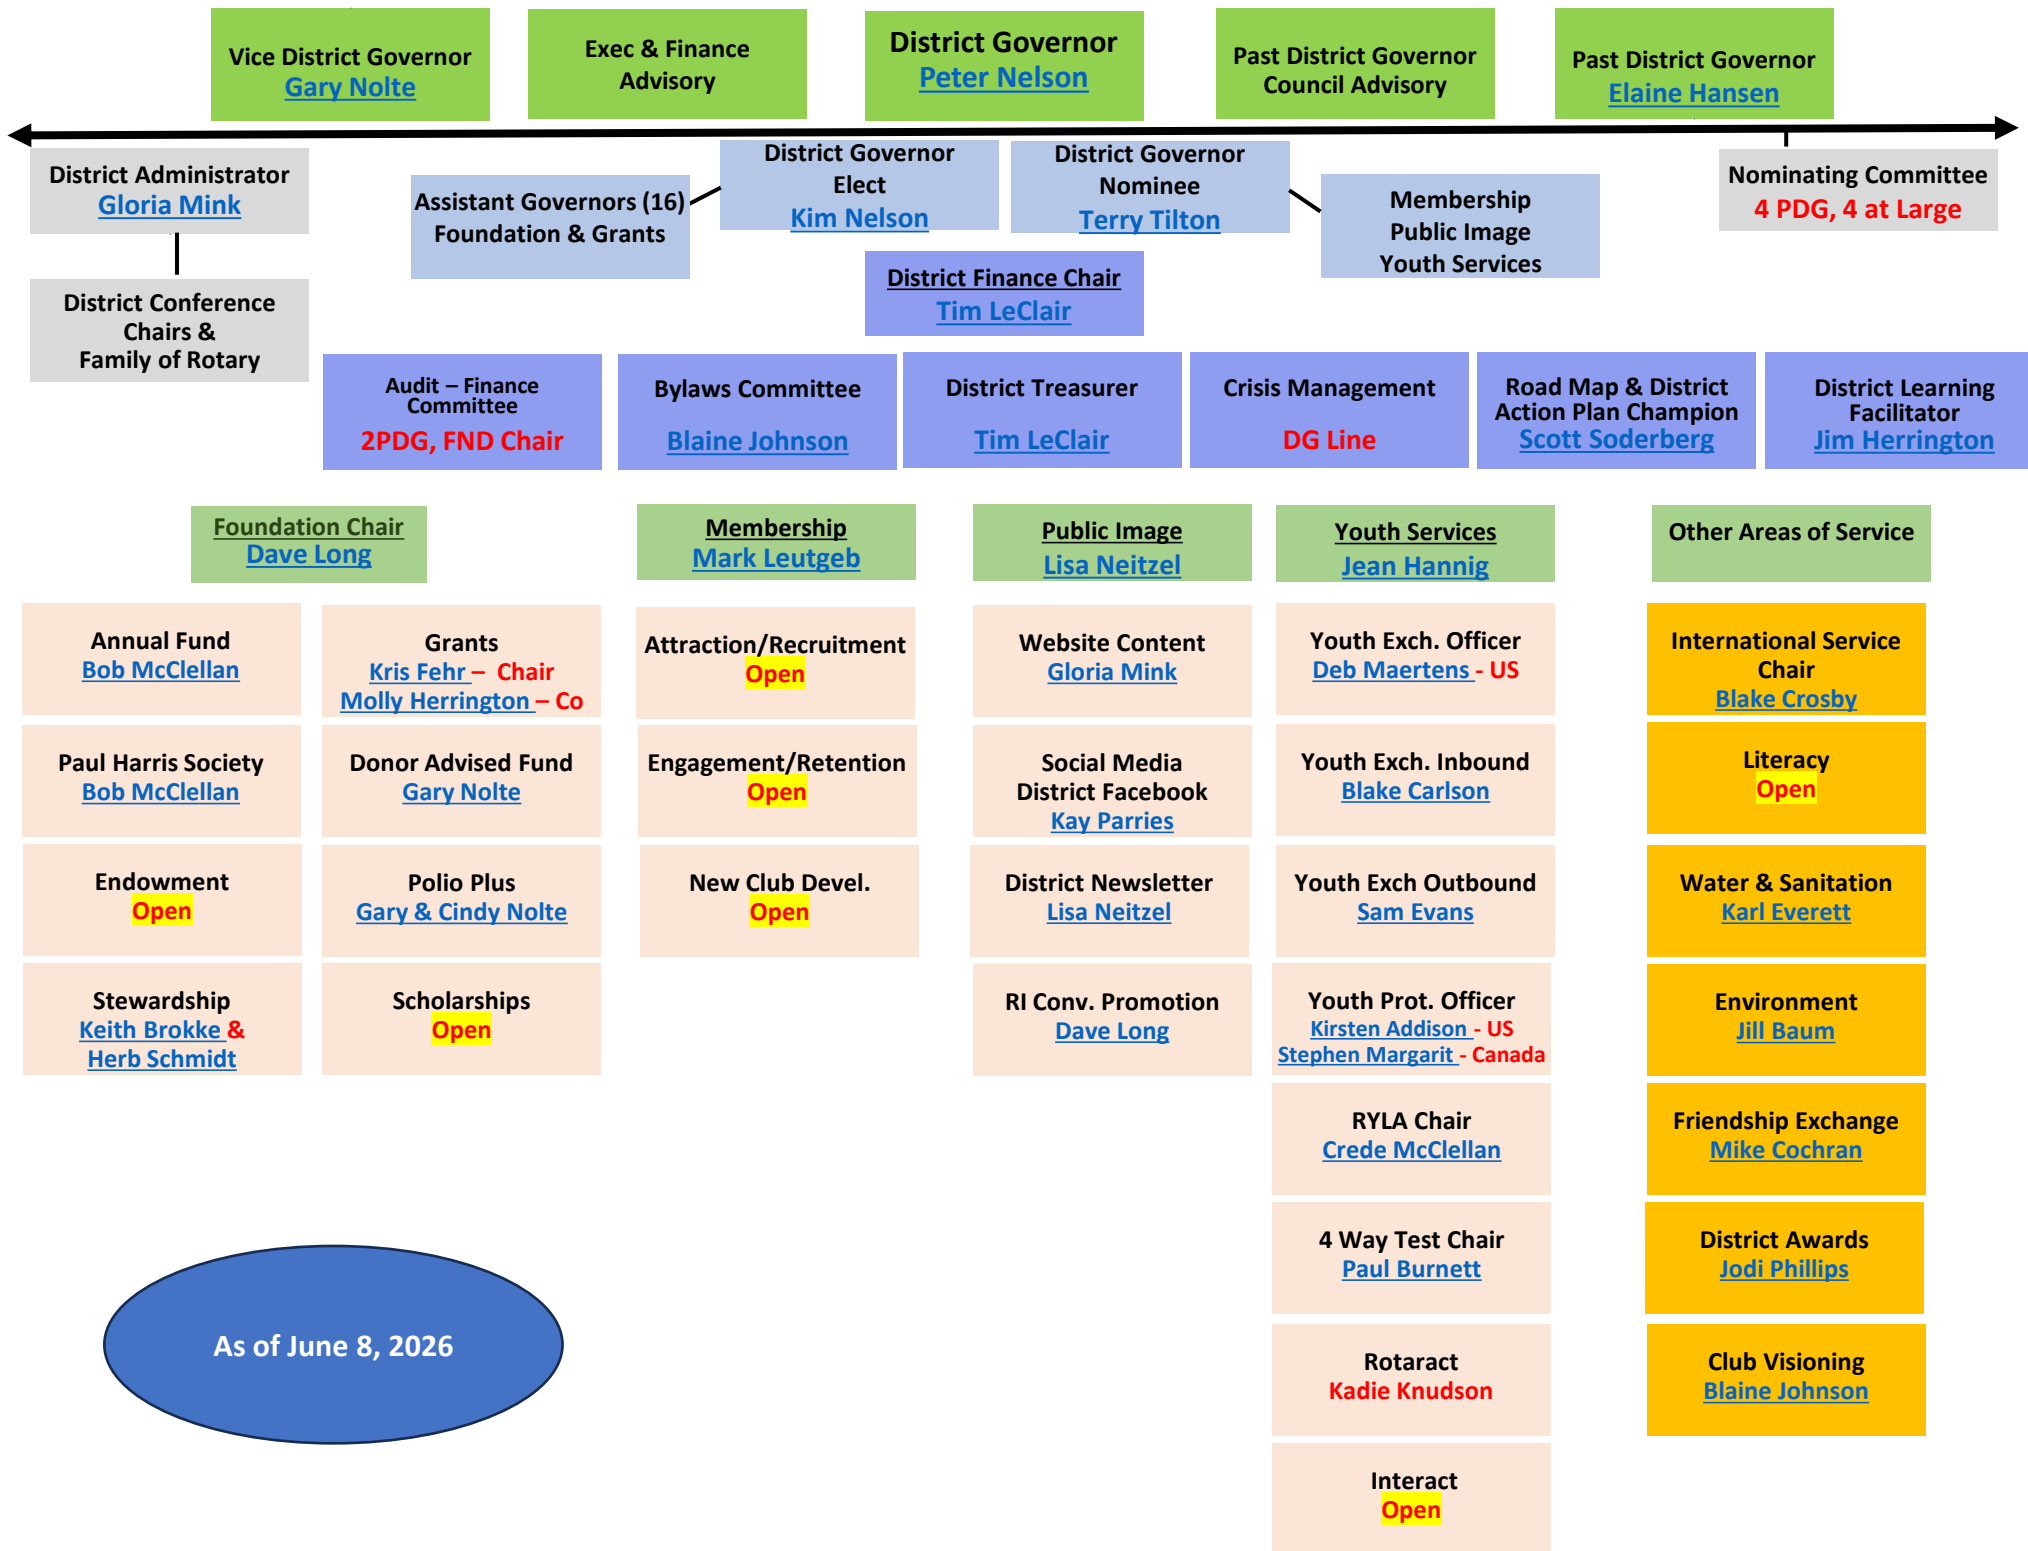 Vice District Governor
Gary Nolte
Exec & Finance
Advisory
District Governor
Peter Nelson
Past District Governor
Council Advisory
Past District Governor
Elaine Hansen
District Administrator
Gloria Mink
District Conference
Chairs &
Family of Rotary
Assistant Governors (16)
Foundation & Grants
District Governor
Elect
Kim Nelson
District Governor
Nominee
Terry Tilton
Membership
Public Image
Youth Services
Nominating Committee
4 PDG, 4 at Large
District Finance Chair
Tim LeClair
Audit – Finance
Committee
2PDG, FND Chair
Bylaws Committee
Blaine Johnson
District Treasurer
Tim LeClair
Crisis Management
DG Line
Road Map & District
Action Plan Champion
Scott Soderberg
District Learning
Facilitator
Jim Herrington
Foundation Chair
Dave Long
Annual Fund
Bob McClellan
Paul Harris Society
Bob McClellan
Endowment
Open
Stewardship
Keith Brokke &
Herb Schmidt
Grants
Kris Fehr – Chair
Molly Herrington – Co
Donor Advised Fund
Gary Nolte
Polio Plus
Gary & Cindy Nolte
Scholarships
Open
Membership
Mark Leutgeb
Attraction/Recruitment
Open
Engagement/Retention
Open
New Club Devel.
Open
Public Image
Lisa Neitzel
Website Content
Gloria Mink
Social Media
District Facebook
Kay Parries
District Newsletter
Lisa Neitzel
RI Conv. Promotion
Dave Long
Youth Services
Jean Hannig
Youth Exch. Officer
Deb Maertens - US
Youth Exch. Inbound
Blake Carlson
Youth Exch Outbound
Sam Evans
Youth Prot. Officer
Kirsten Addison - US
Stephen Margarit - Canada
RYLA Chair
Crede McClellan
4 Way Test Chair
Paul Burnett
Rotaract
Kadie Knudson
Interact
Open
Other Areas of Service
International Service
Chair
Blake Crosby
Literacy
Open
Water & Sanitation
Karl Everett
Environment
Jill Baum
Friendship Exchange
Mike Cochran
District Awards
Jodi Phillips
Club Visioning
Blaine Johnson
As of June 8, 2026